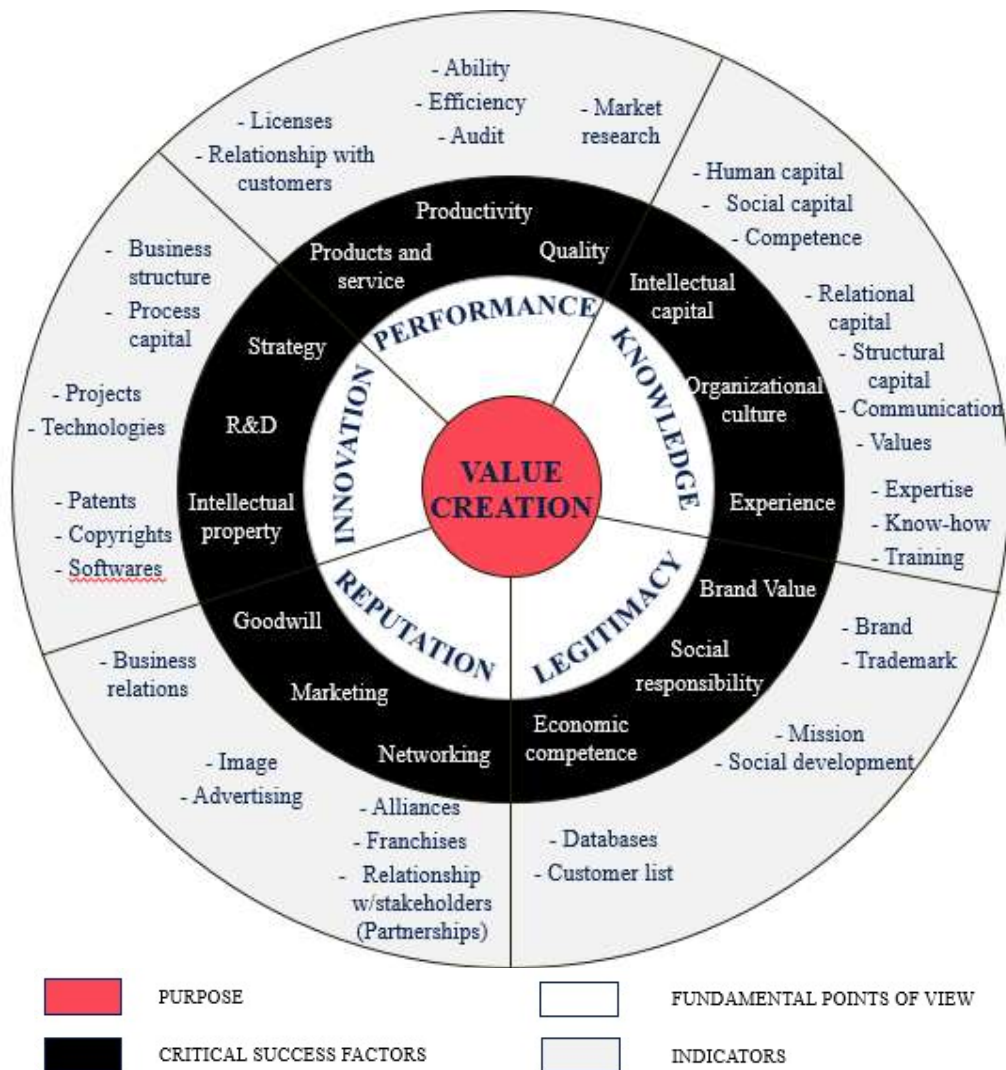 - Ability
- Efficiency
- Audit
- Market
research
- Licenses
- Relationship with
customers
- Human capital
- Social capital
- Competence
Productivity
Products and
service
Quality
Intellectual
capital
- Business
structure
- Process
capital
- Relational
capital
- Structural
capital
- Communication
- Values
PERFORMANCE
KNOWLEDGE
INNOVATION
Strategy
R&D
Intellectual
property
Organizational
culture
Experience
- Projects
- Technologies
- Patents
- Copyrights
- Softwares
VALUE
CREATION
- Expertise
- Know-how
- Training
REPUTATION
LEGITIMACY
Goodwill
Marketing
Networking
Brand Value
Social
responsibility
Economic
competence
- Brand
- Trademark
- Business
relations
- Mission
- Social development
- Image
- Advertising
- Alliances
- Franchises
- Relationship
w/stakeholders
(Partnerships)
- Databases
- Customer list
PURPOSE
FUNDAMENTAL POINTS OF VIEW
CRITICAL SUCCESS FACTORS
INDICATORS